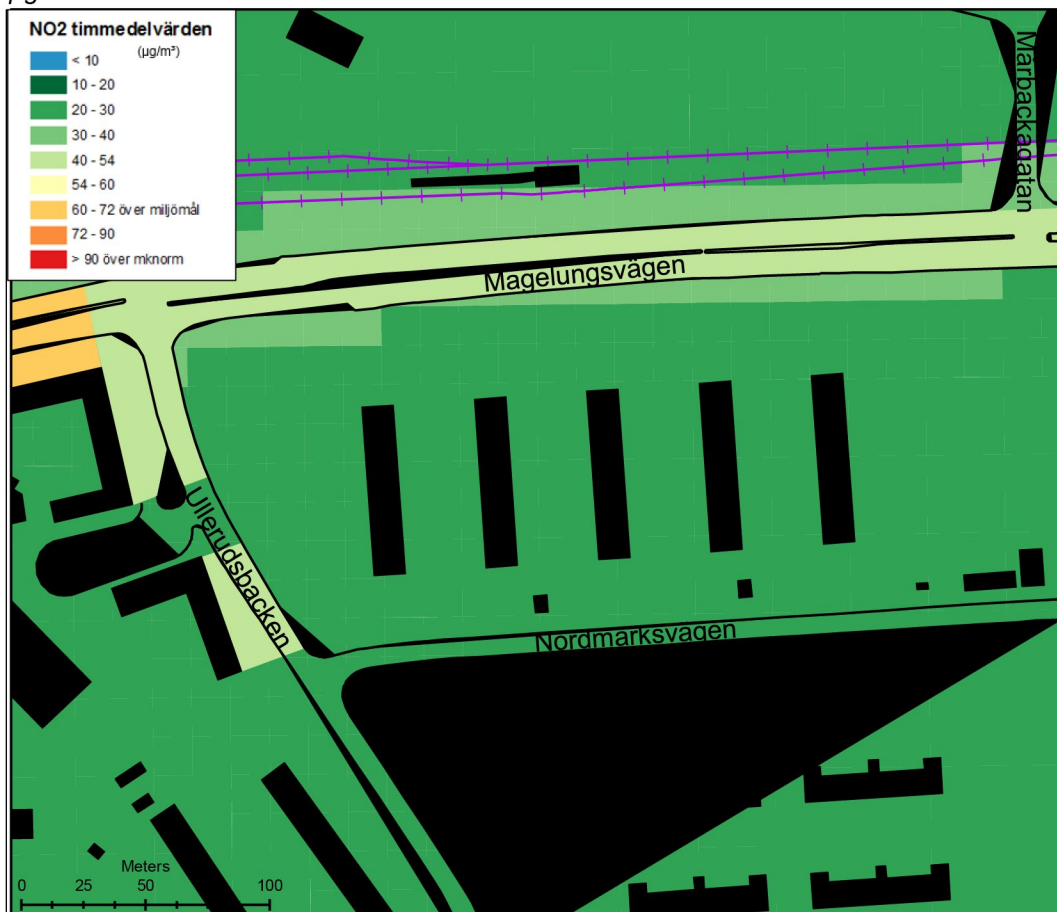 NO2 timmedelvärden
(µg/m³)
< 10
10 - 20
20 - 30
30 - 40
40 - 54
54 - 60
60 - 72 över miljömål
72 - 90
> 90 över mknorm
Mårbackagatan
Magelungsvägen
Ullerudsbacken
Nordmarksvägen
Meters
0 25 50 100